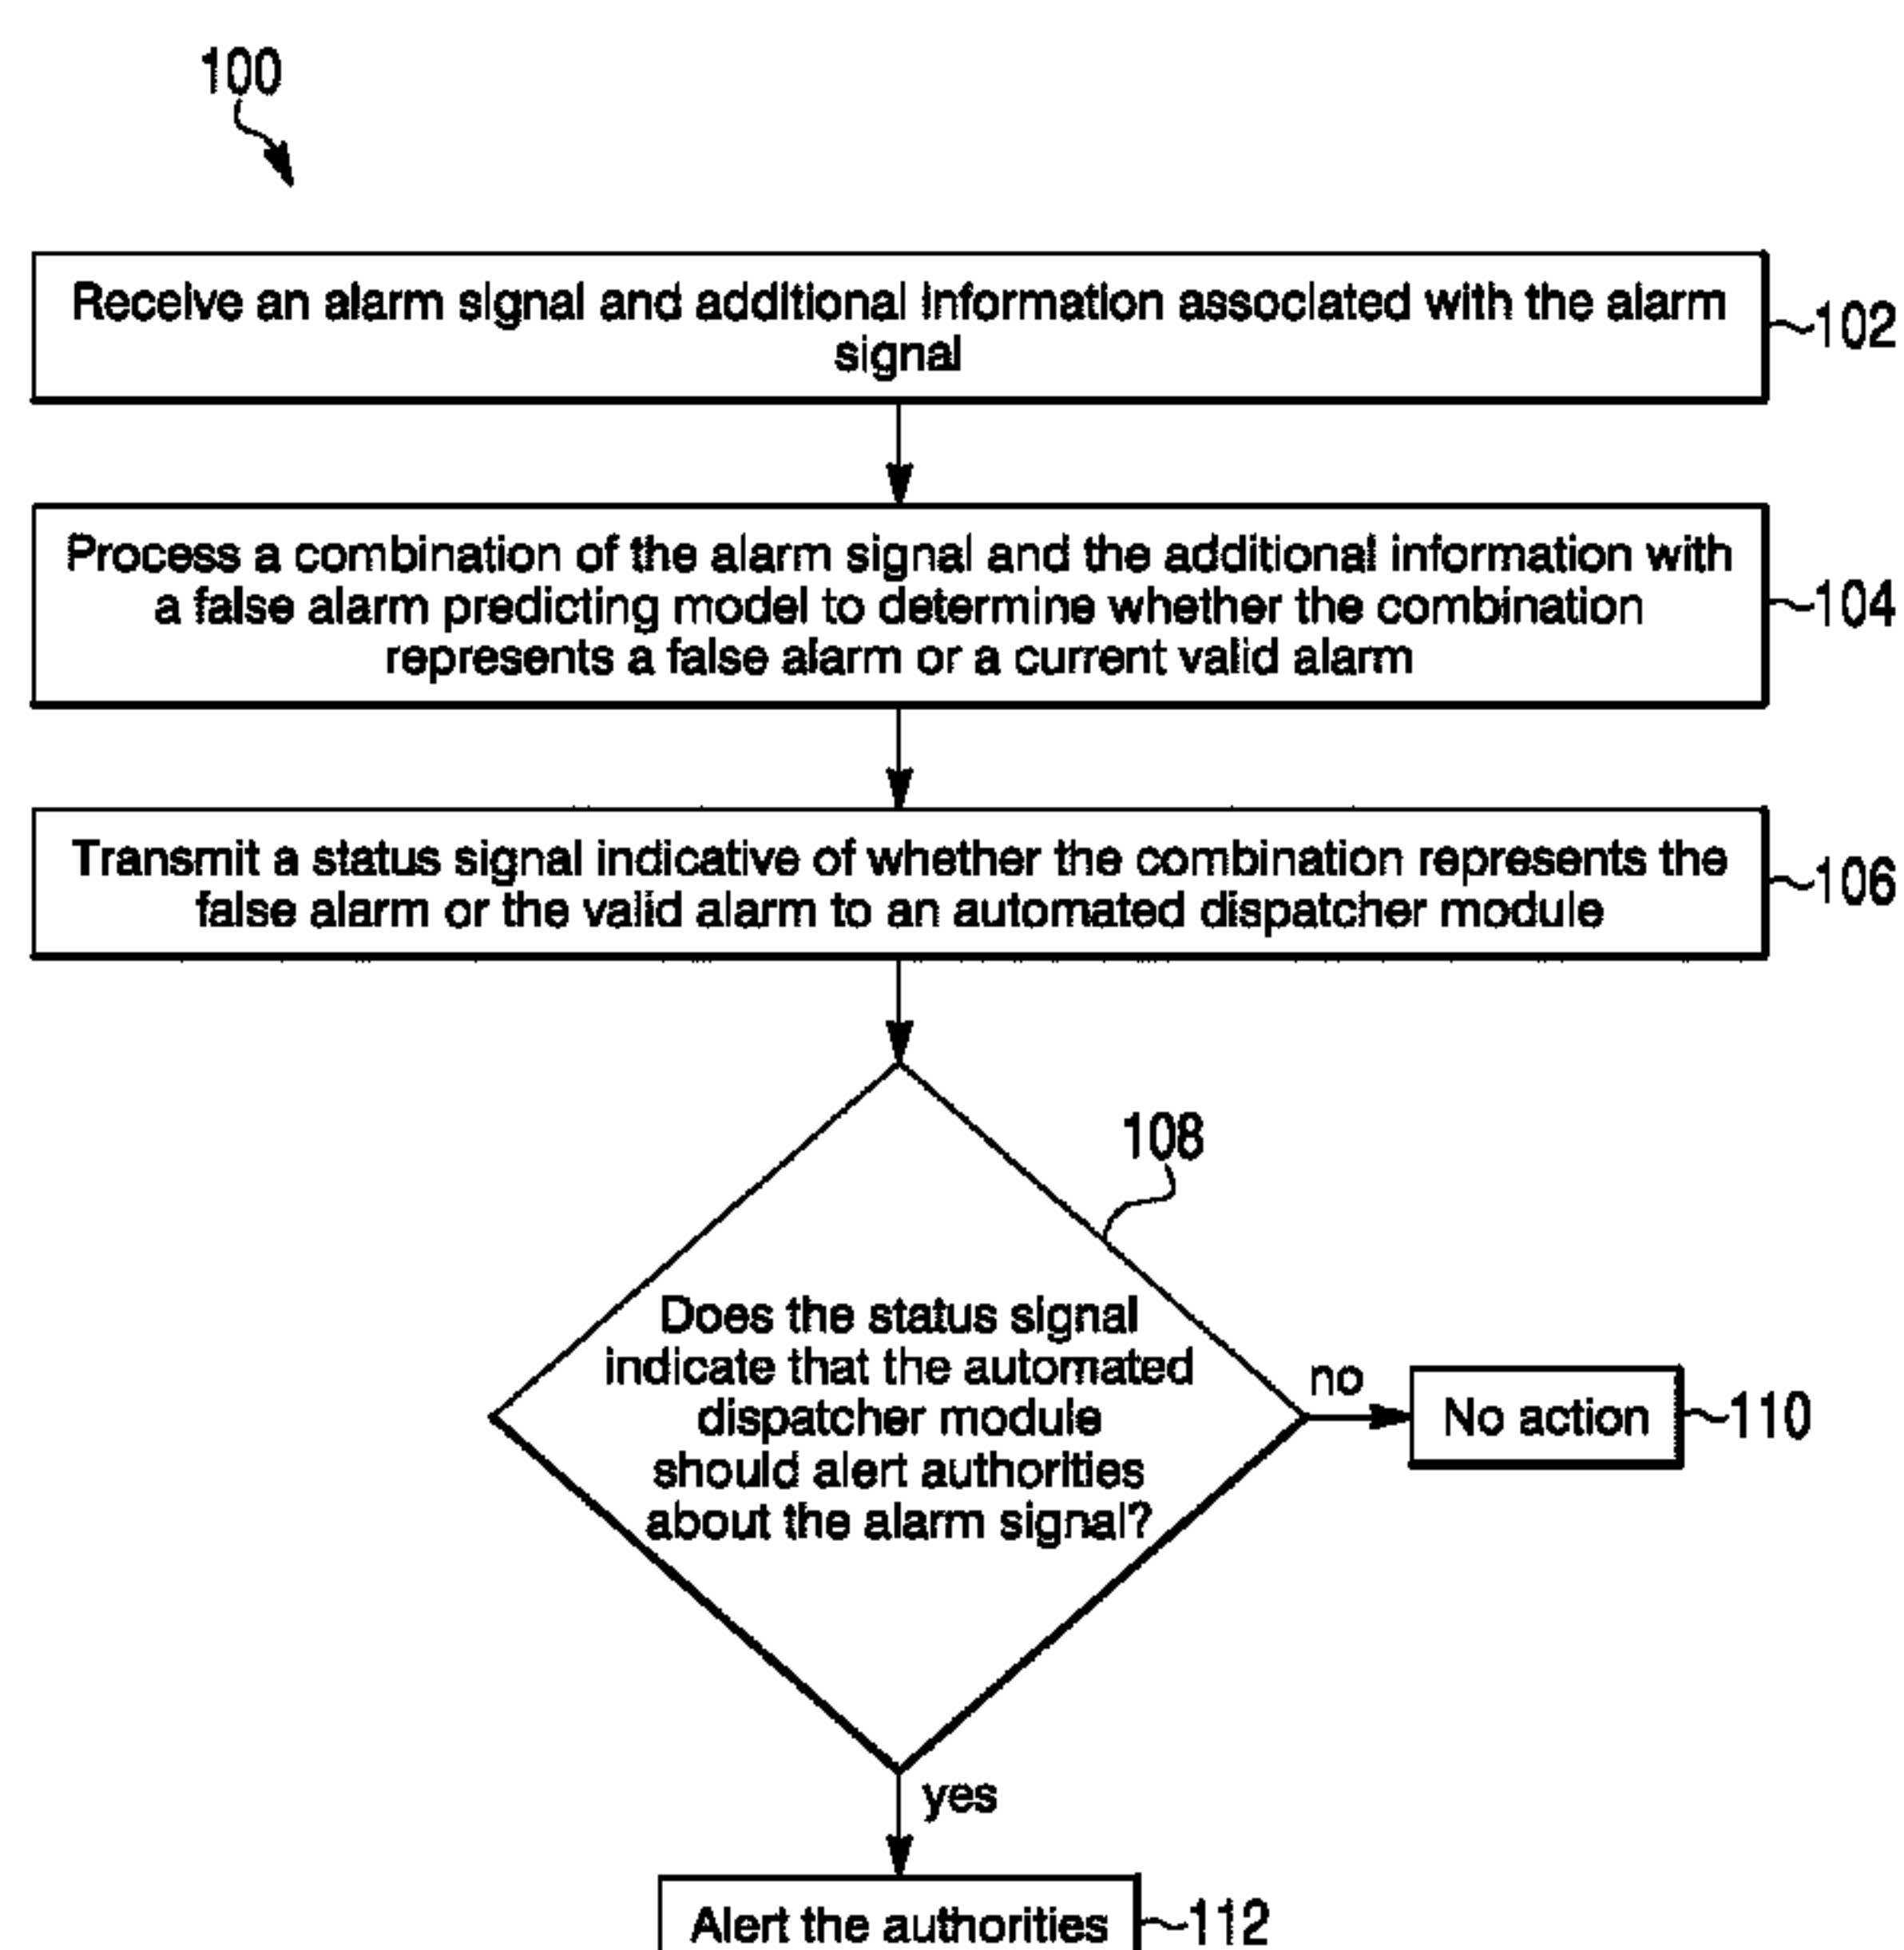 100
Receive an alarm signal and additional information associated with the alarm
signal
102
Process a combination of the alarm signal and the additional information with
a false alarm predicting model to determine whether the combination
represents a false alarm or a current valid alarm
104
Transmit a status signal indicative of whether the combination represents the
false alarm or the valid alarm to an automated dispatcher module
106
108
Does the status signal
indicate that the automated
dispatcher module
should alert authorities
about the alarm signal?
no
No action
110
yes
Alert the authorities
112